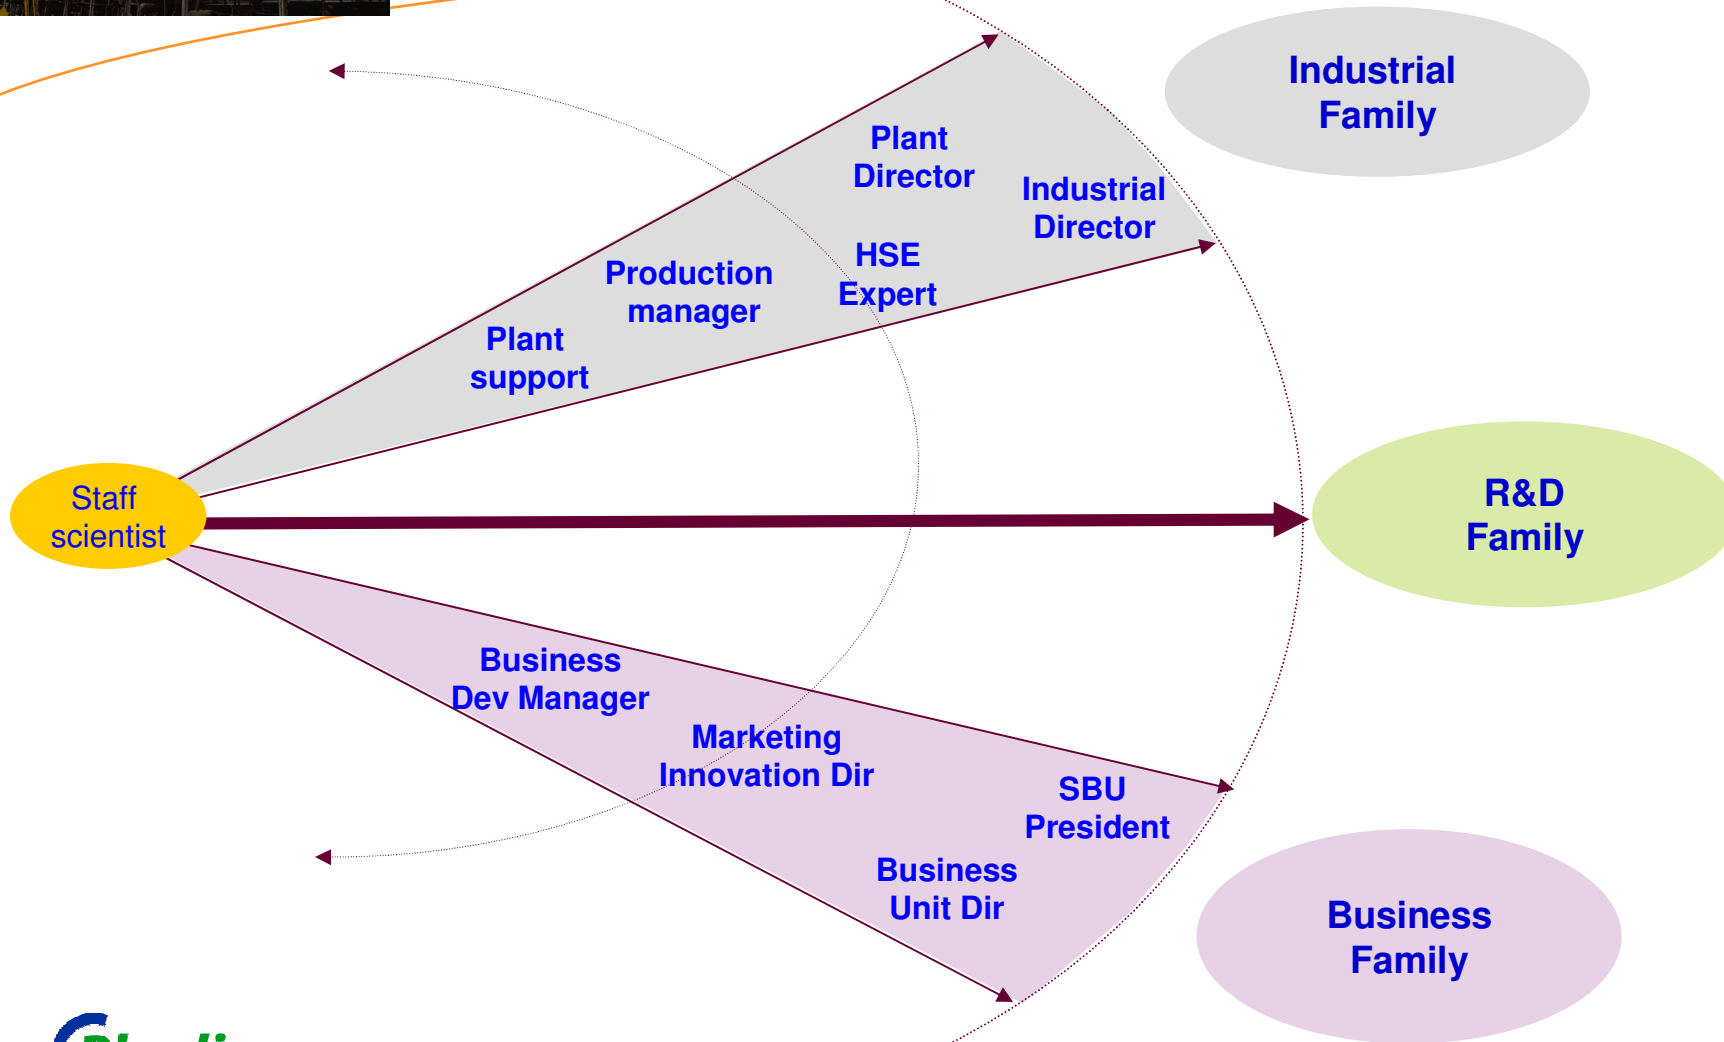 Industrial
Family
Plant
Director
Industrial
Director
HSE
Expert
Production
manager
Plant
support
Staff
scientist
R&D
Family
Business
Dev Manager
Marketing
Innovation Dir
SBU
President
Business
Unit Dir
Business
Family